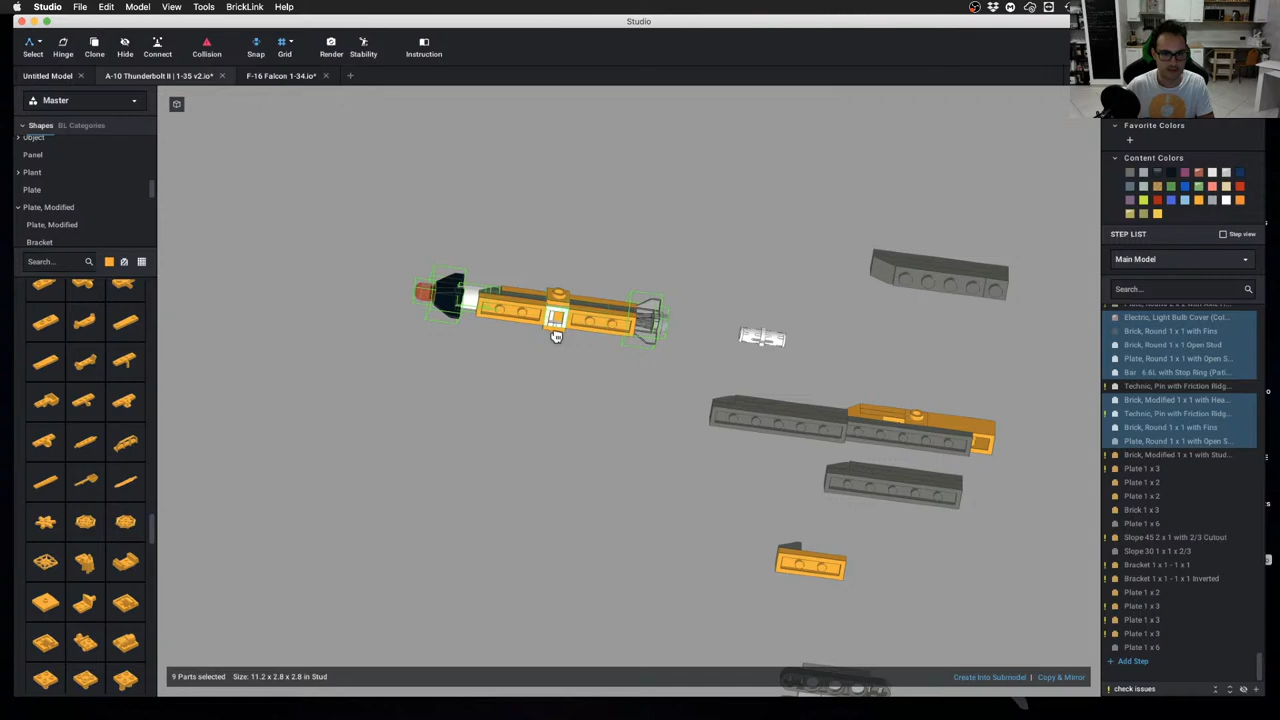 Studio File Edit Model View Tools BrickLink Help
Studio
Select Hinge Clone Hide Connect Collision Snap Grid Render Stability Instruction
Untitled Model A-10 Thunderbolt II | 1-35 v2.io* F-16 Falcon 1-34.io*
Master
Shapes BL Categories
Object
Panel
Plant
Plate
Plate, Modified
Plate, Modified
Bracket
Search...
9 Parts selected Size: 11.2 x 2.8 x 2.8 in Stud
Create Into Submodel | Copy & Mirror
Favorite Colors
Content Colors
STEP LIST Step view
Main Model
Search...
Electric, Light Bulb Cover (Col...
Brick, Round 1 x 1 with Fins
Brick, Round 1 x 1 Open Stud
Plate, Round 1 x 1 with Open S...
Bar 6.6L with Stop Ring (Pati...
Technic, Pin with Friction Ridg...
Brick, Modified 1 x 1 with Hea...
Technic, Pin with Friction Ridg...
Brick, Round 1 x 1 with Fins
Plate, Round 1 x 1 with Open S...
Brick, Modified 1 x 1 with Stud...
Plate 1 x 3
Plate 1 x 2
Plate 1 x 2
Brick 1 x 3
Plate 1 x 6
Slope 45 2 x 1 with 2/3 Cutout
Slope 30 1 x 1 x 2/3
Bracket 1 x 1 - 1 x 1
Bracket 1 x 1 - 1 x 1 Inverted
Plate 1 x 2
Plate 1 x 3
Plate 1 x 3
Plate 1 x 3
Plate 1 x 6
+ Add Step
check issues